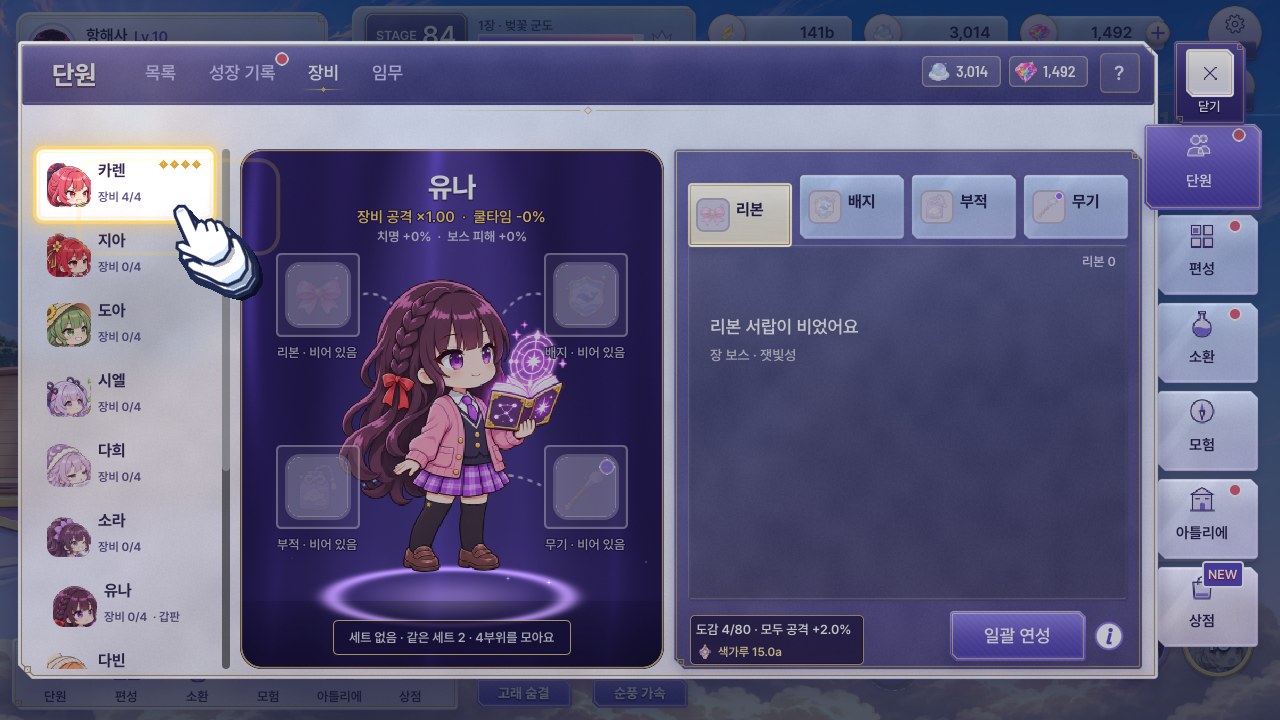 항해사 Lv.10
STAGE 84
1장 · 벚꽃 군도
141b
3,014
1,492
단원
목록
성장 기록
장비
임무
3,014
1,492
?
닫기
카렌
장비 4/4
지아
장비 0/4
도아
장비 0/4
시엘
장비 0/4
다희
장비 0/4
소라
장비 0/4
유나
장비 0/4 · 갑판
다빈
유나
장비 공격 ×1.00 · 쿨타임 -0%
치명 +0% · 보스 피해 +0%
리본 · 비어 있음
배지 · 비어 있음
부적 · 비어 있음
무기 · 비어 있음
세트 없음 · 같은 세트 2 · 4부위를 모아요
리본
배지
부적
무기
리본 0
리본 서랍이 비었어요
장 보스 · 잿빛성
도감 4/80 · 모두 공격 +2.0%
색가루 15.0a
일괄 연성
i
단원
편성
소환
모험
아틀리에
NEW
상점
단원
편성
소환
모험
아틀리에
상점
고래 숨결
순풍 가속